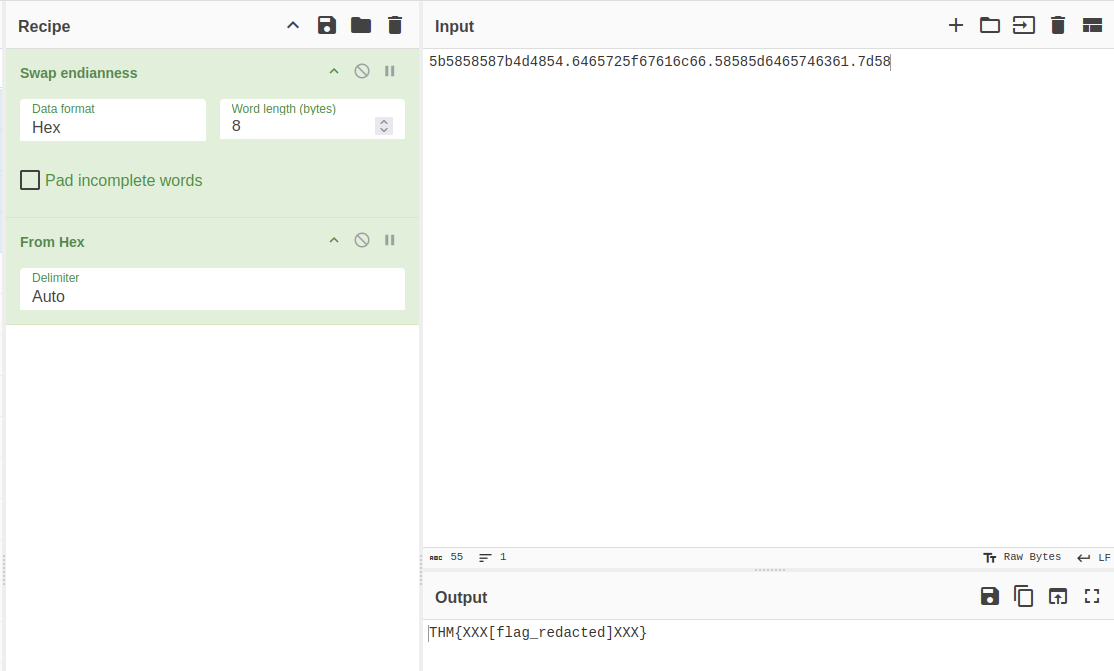 Recipe
Swap endianness
Data format
Hex
Word length (bytes)
8
Pad incomplete words
From Hex
Delimiter
Auto
Input
5b5858587b4d4854.6465725f67616c66.58585d6465746361.7d58
ABC 55 1
Raw Bytes LF
Output
THM{XXX[flag_redacted]XXX}